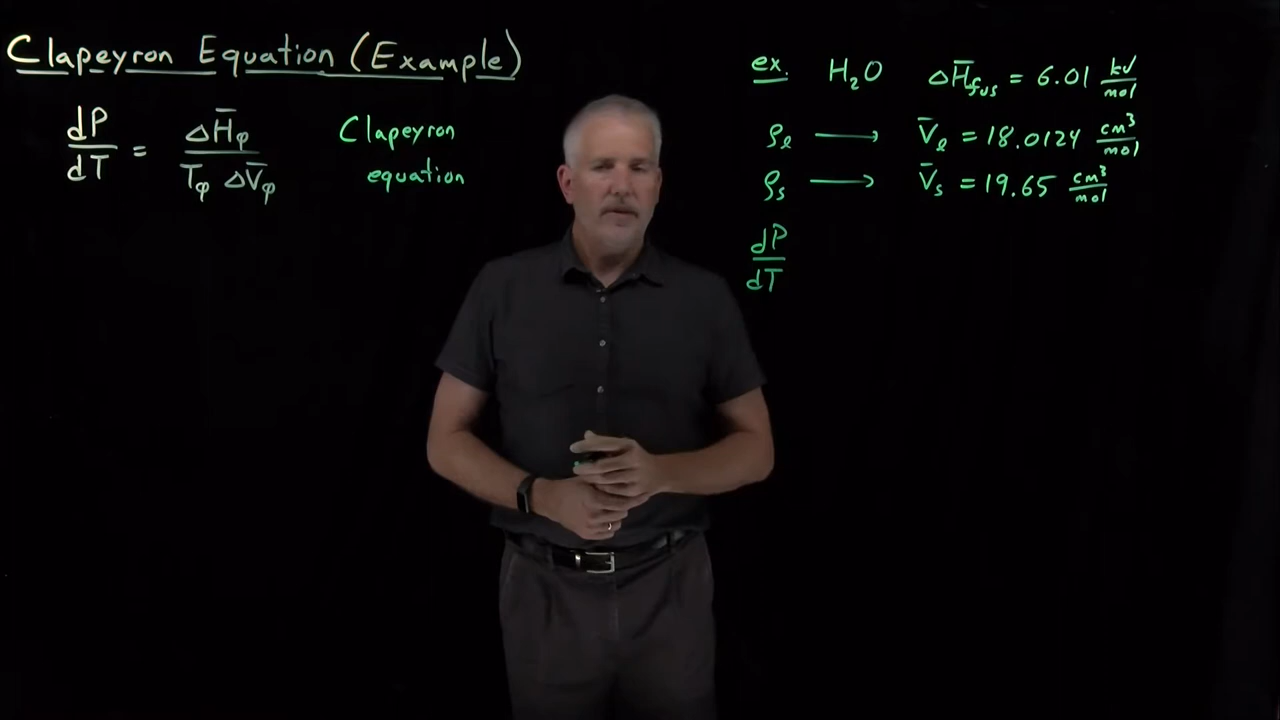 Clapeyron Equation (Example)
dP/dT = ΔH̄φ / Tφ ΔV̄φ
Clapeyron
equation
ex. H₂O ΔH̄fus = 6.01 kJ/mol
ρℓ ⟶ V̄ℓ = 18.0124 cm³/mol
ρs ⟶ V̄s = 19.65 cm³/mol
dP/dT